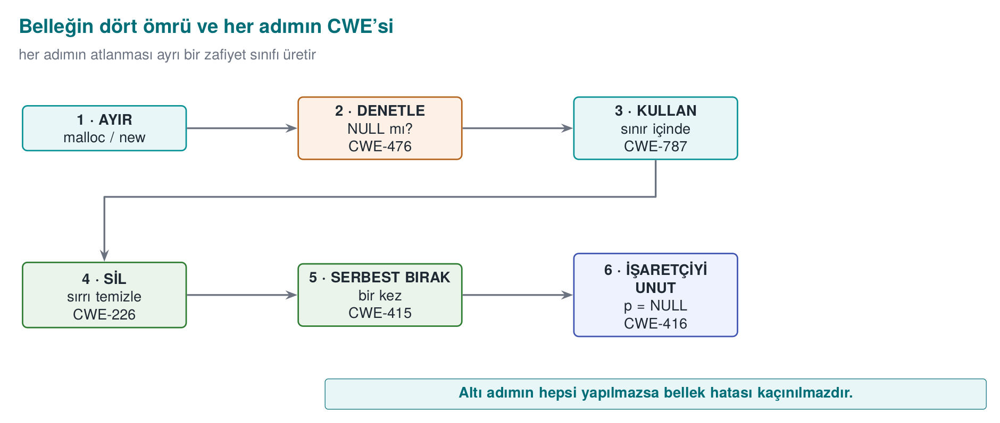 Belleğin dört ömrü ve her adımın CWE’si
her adımın atlanması ayrı bir zafiyet sınıfı üretir
1 · AYIR
malloc / new
2 · DENETLE
NULL mı?
CWE-476
3 · KULLAN
sınır içinde
CWE-787
4 · SİL
sırrı temizle
CWE-226
5 · SERBEST BIRAK
bir kez
CWE-415
6 · İŞARETÇİYİ
UNUT
p = NULL
CWE-416
Altı adımın hepsi yapılmazsa bellek hatası kaçınılmazdır.